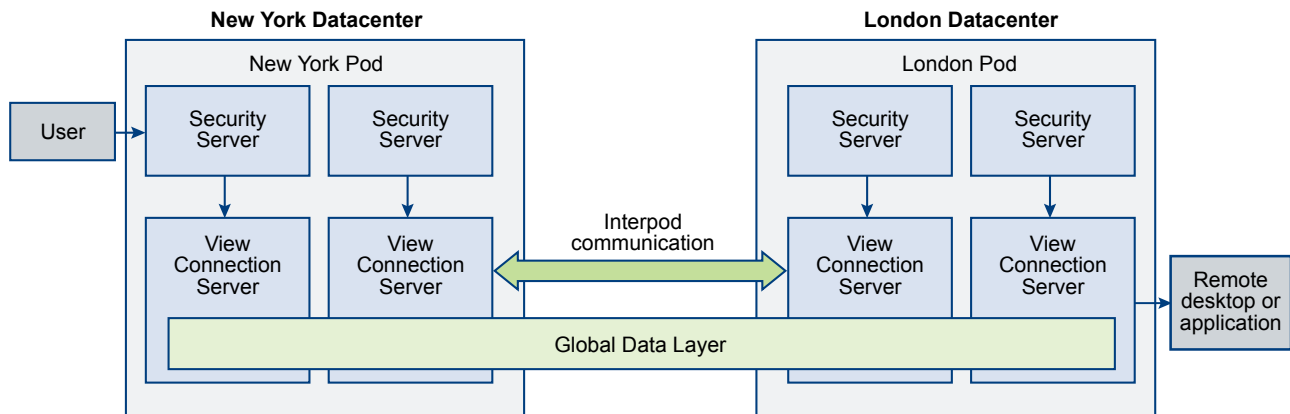 New York Datacenter
London Datacenter
New York Pod
London Pod
User
Security
Server
Security
Server
Security
Server
Security
Server
Interpod
communication
View
Connection
Server
View
Connection
Server
View
Connection
Server
View
Connection
Server
Remote
desktop or
application
Global Data Layer